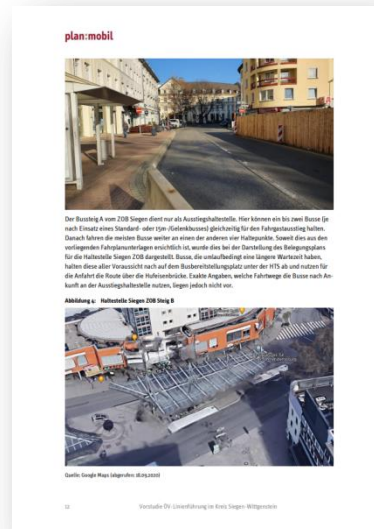 plan:mobil
Der Bussteig A vom ZOB Siegen dient nur als Ausstiegshaltestelle. Hier können ein bis zwei Busse (je
nach Einsatz eines Standard- oder 15m-/Gelenkbusses) gleichzeitig für den Fahrgastausstieg halten.
Danach fahren die meisten Busse weiter an einen der anderen vier Haltepunkte. Soweit dies aus den
vorliegenden Fahrplanunterlagen ersichtlich ist, wurde dies bei der Darstellung des Belegungsplans
für die Haltestelle Siegen ZOB dargestellt. Busse, die umlaufbedingt eine längere Wartezeit haben,
halten diese aller Voraussicht nach auf dem Busbereitstellungsplatz unter der HTS ab und nutzen für
die Anfahrt die Route über die Hufeisenbrücke. Exakte Angaben, welche Fahrtwege die Busse nach An-
kunft an der Ausstiegshaltestelle nutzen, liegen jedoch nicht vor.
Abbildung 4: Haltestelle Siegen ZOB Steig B
Quelle: Google Maps (abgerufen: 18.09.2020)
12
Vorstudie ÖV- Linienführung im Kreis Siegen- Wittgenstein